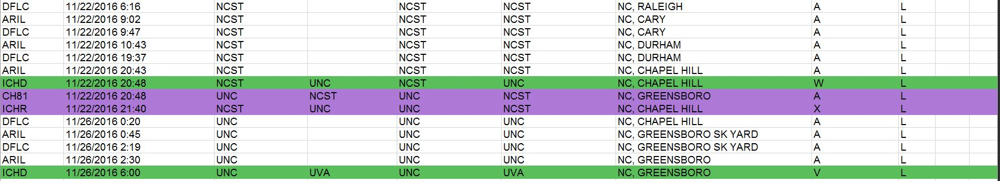 DFLC 11/22/2016 6:16 NCST NCST NCST NC, RALEIGH A L
ARIL 11/22/2016 9:02 NCST NCST NCST NC, CARY A L
DFLC 11/22/2016 9:47 NCST NCST NCST NC, CARY A L
ARIL 11/22/2016 10:43 NCST NCST NCST NC, DURHAM A L
DFLC 11/22/2016 19:37 NCST NCST NCST NC, DURHAM A L
ARIL 11/22/2016 20:43 NCST NCST NCST NC, CHAPEL HILL A L
ICHD 11/22/2016 20:48 NCST UNC NCST UNC NC, CHAPEL HILL W L
CH81 11/22/2016 20:48 UNC NCST UNC NCST NC, GREENSBORO A L
ICHR 11/22/2016 21:40 NCST UNC UNC NCST NC, CHAPEL HILL X L
DFLC 11/26/2016 0:20 UNC UNC UNC NC, CHAPEL HILL A L
ARIL 11/26/2016 0:45 UNC UNC UNC NC, GREENSBORO SK YARD A L
DFLC 11/26/2016 2:19 UNC UNC UNC NC, GREENSBORO SK YARD A L
ARIL 11/26/2016 2:30 UNC UNC UNC NC, GREENSBORO A L
ICHD 11/26/2016 6:00 UNC UVA UNC UVA NC, GREENSBORO V L